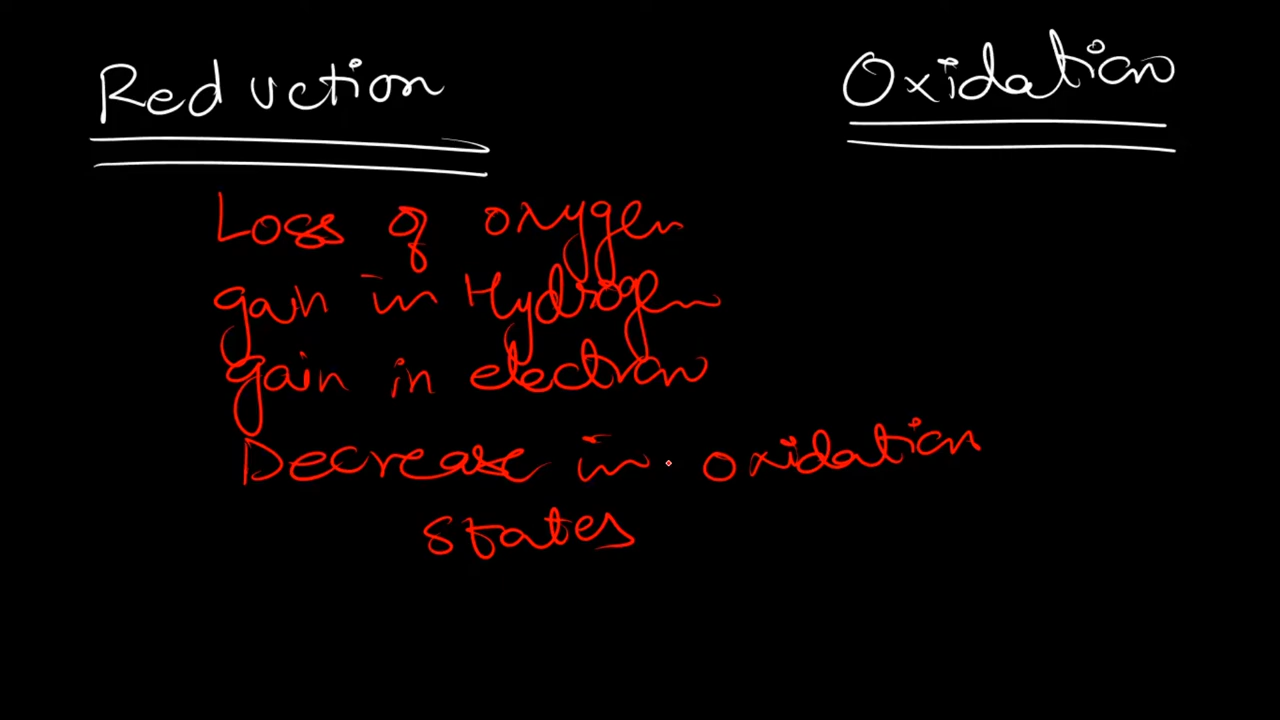 Reduction
Oxidation
Loss of oxygen
gain in Hydrogen
gain in electron
Decrease in oxidation
states